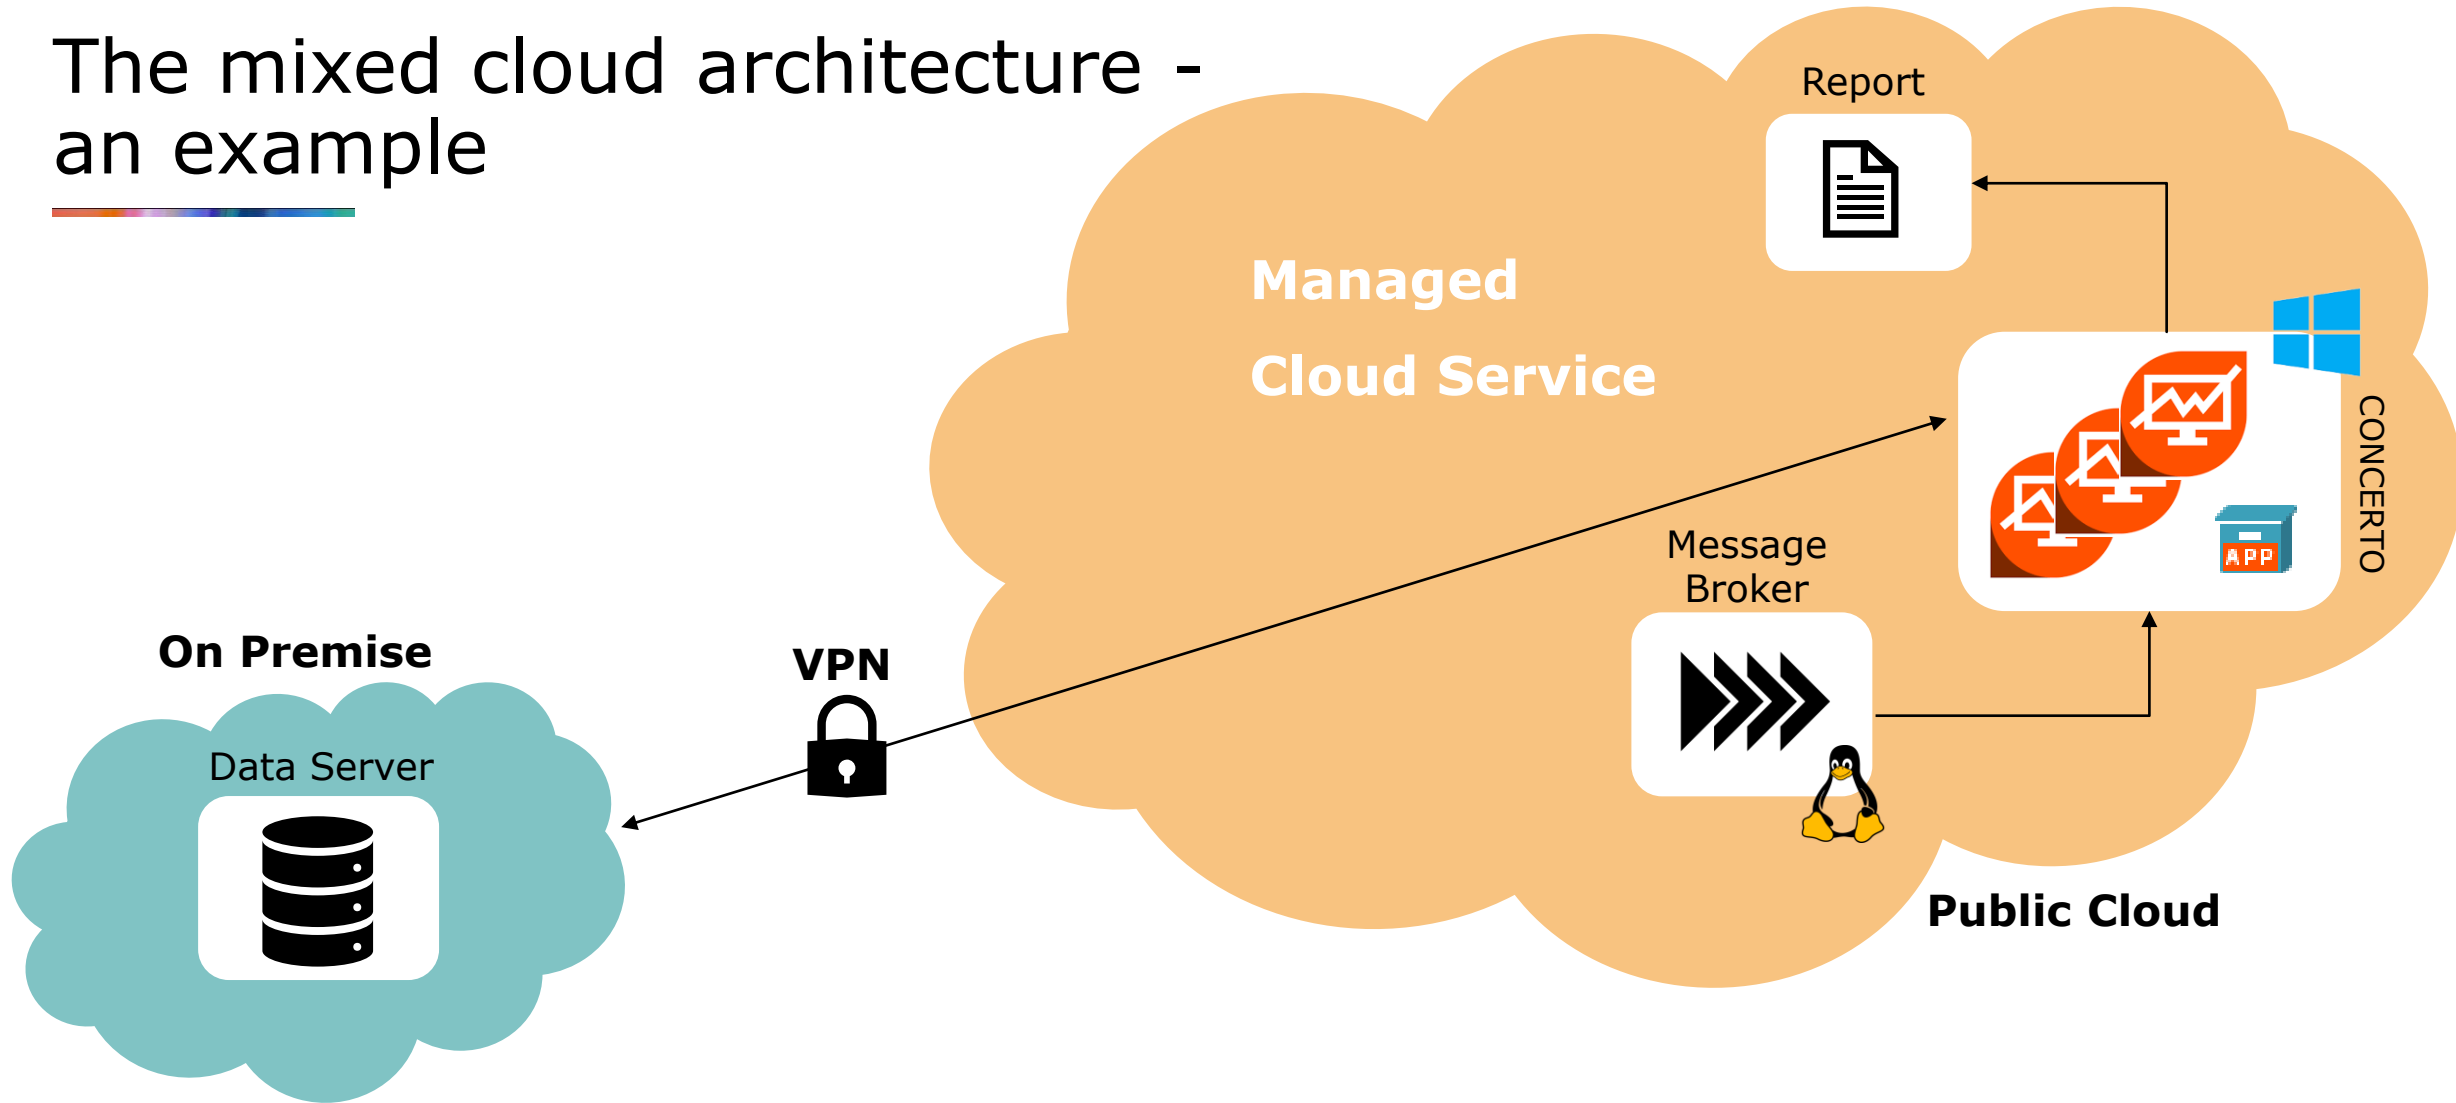 The mixed cloud architecture -
an example
Report
Managed
Cloud Service
CONCERTO
APP
Message
Broker
On Premise
VPN
Data Server
Public Cloud